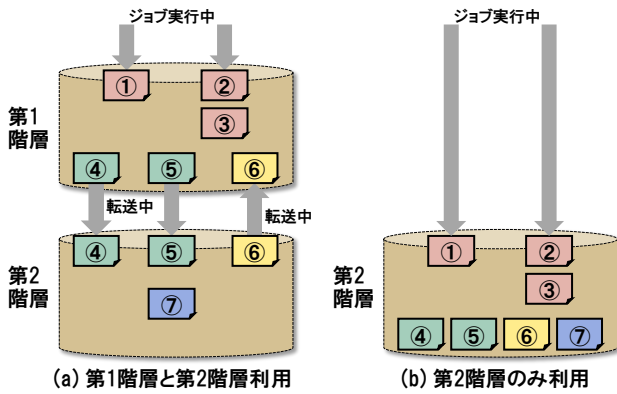 ジョブ実行中
①
②
③
第1
階層
④
⑤
⑥
転送中
転送中
④
⑤
⑥
第2
階層
⑦
(a) 第1階層と第2階層利用
ジョブ実行中
①
②
③
第2
階層
④
⑤
⑥
⑦
(b) 第2階層のみ利用